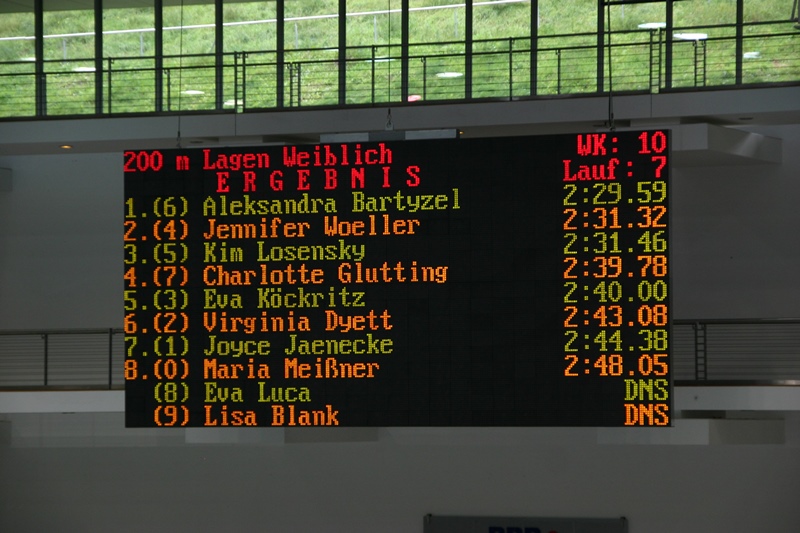 200 m Lagen Weiblich WK: 10
ERGEBNIS Lauf: 7
1.(6) Aleksandra Bartyzel 2:29.59
2.(4) Jennifer Woeller 2:31.32
3.(5) Kim Losensky 2:31.46
4.(7) Charlotte Glutting 2:39.78
5.(3) Eva Köckritz 2:40.00
6.(2) Virginia Dyett 2:43.08
7.(1) Joyce Jaenecke 2:44.38
8.(0) Maria Meißner 2:48.05
(8) Eva Luca DNS
(9) Lisa Blank DNS